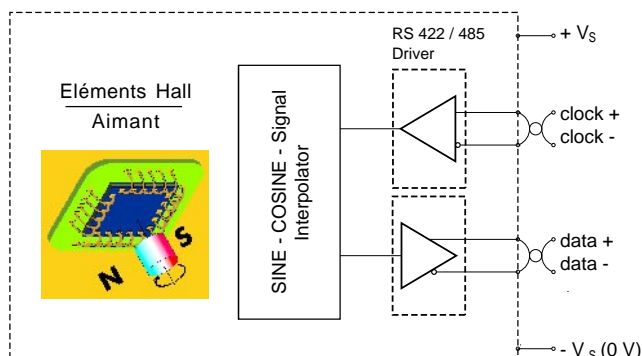 RS 422 / 485
Driver
+ VS
Eléments Hall
Aimant
SINE - COSINE - Signal
Interpolator
clock +
clock -
N
S
data +
data -
- VS (0 V)